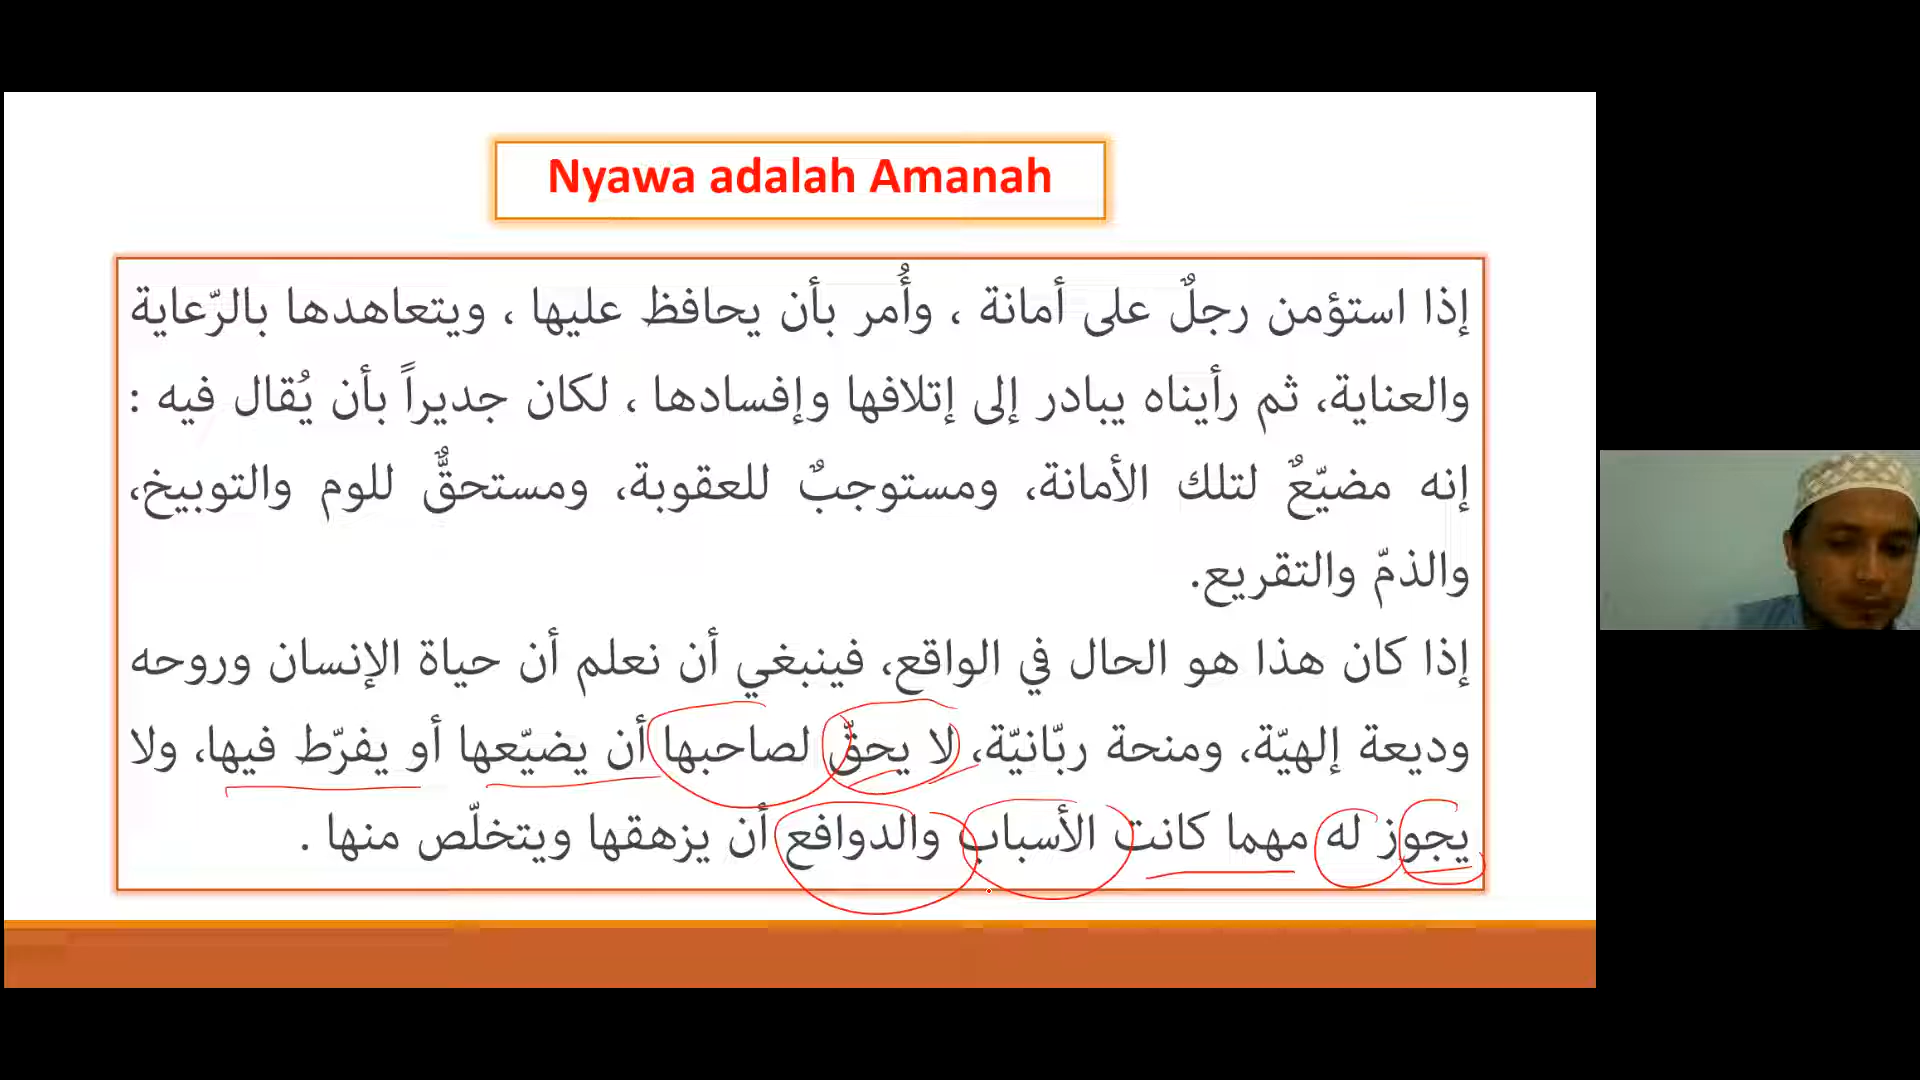 Nyawa adalah Amanah
إذا استؤمن رجلٌ على أمانة ، وأُمر بأن يحافظ عليها ، ويتعاهدها بالرّعاية
والعناية، ثم رأيناه يبادر إلى إتلافها وإفسادها ، لكان جديراً بأن يُقال فيه :
إنه مضيّعٌ لتلك الأمانة، ومستوجبٌ للعقوبة، ومستحقٌّ للوم والتوبيخ،
والذمّ والتقريع.
إذا كان هذا هو الحال في الواقع، فينبغي أن نعلم أن حياة الإنسان وروحه
وديعة إلهيّة، ومنحة ربّانيّة، لا يحقّ لصاحبها أن يضيّعها أو يفرّط فيها، ولا
يجوز له مهما كانت الأسباب والدوافع أن يزهقها ويتخلّص منها .